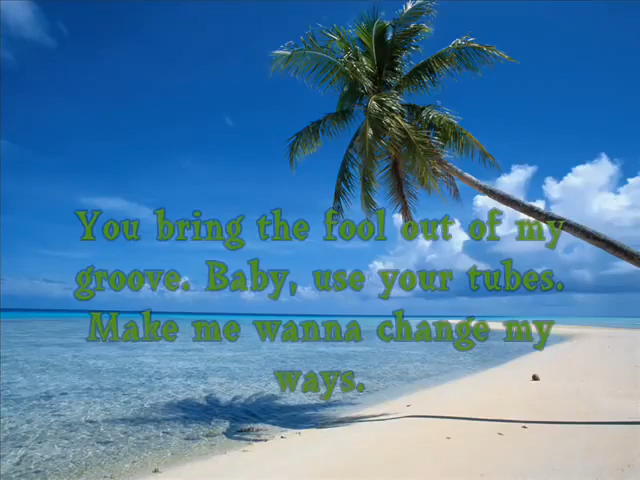 You bring the fool out of my
groove. Baby, use your tubes.
Make me wanna change my
ways.